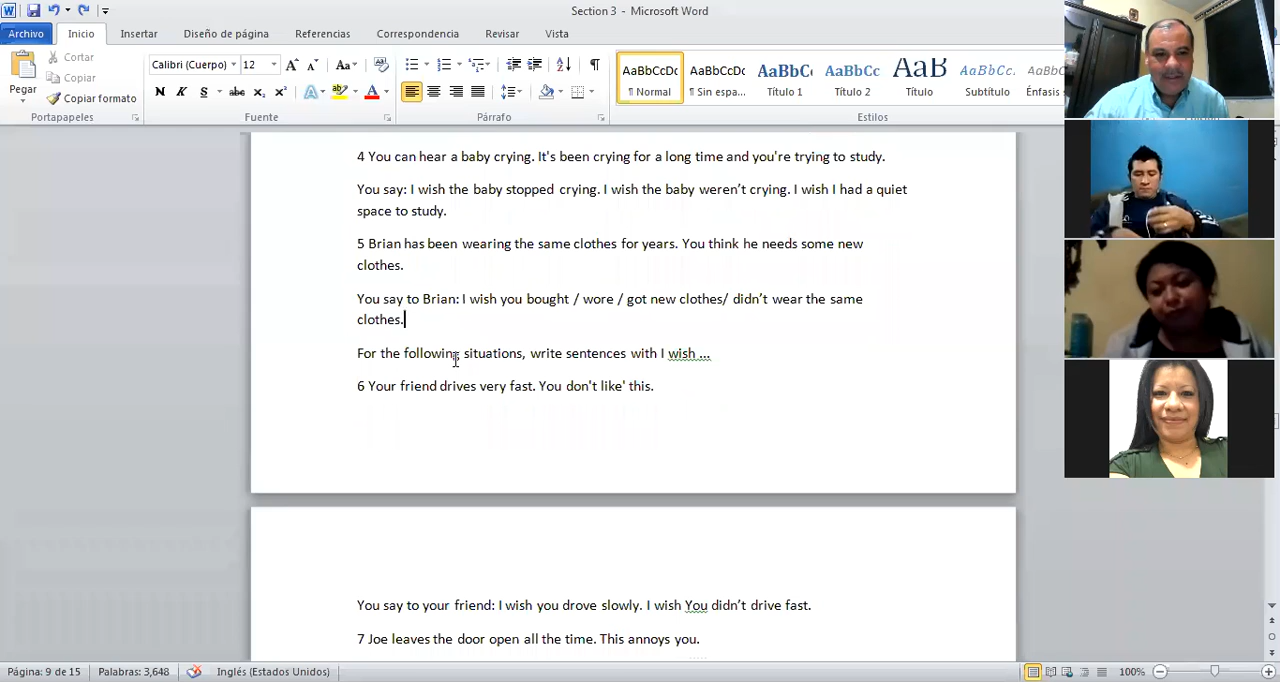 Section 3 - Microsoft Word
Archivo Inicio Insertar Diseño de página Referencias Correspondencia Revisar Vista
Pegar
Cortar
Copiar
Copiar formato
Portapapeles
Calibri (Cuerpo) 12
N K S abc x₂ x²
Fuente
Párrafo
AaBbCcDc AaBbCcDc AaBbC AaBbCc AaB AaBbCc AaBbCcDc
¶ Normal ¶ Sin espa... Título 1 Título 2 Título Subtítulo Énfasis
Estilos
4 You can hear a baby crying. It's been crying for a long time and you're trying to study.
You say: I wish the baby stopped crying. I wish the baby weren’t crying. I wish I had a quiet
space to study.
5 Brian has been wearing the same clothes for years. You think he needs some new
clothes.
You say to Brian: I wish you bought / wore / got new clothes/ didn’t wear the same
clothes.
For the following situations, write sentences with I wish ...
6 Your friend drives very fast. You don't like' this.
You say to your friend: I wish you drove slowly. I wish You didn’t drive fast.
7 Joe leaves the door open all the time. This annoys you.
Página: 9 de 15 Palabras: 3,648 Inglés (Estados Unidos) 100%